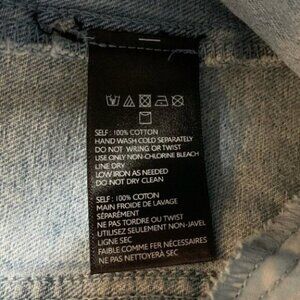 SELF : 100% COTTON
HAND WASH COLD SEPARATELY
DO NOT WRING OR TWIST
USE ONLY NON-CHLORINE BLEACH
LINE DRY
LOW IRON AS NEEDED
DO NOT DRY CLEAN
SELF : 100% COTTON
MAIN FROIDE DE LAVAGE
SÉPARÉMENT
NE PAS TORDRE OU TWIST
UTILISEZ SEULEMENT NON-JAVEL
LIGNE SEC
FAIBLE COMME FER NÉCESSAIRES
NE PAS NETTOYERA SEC